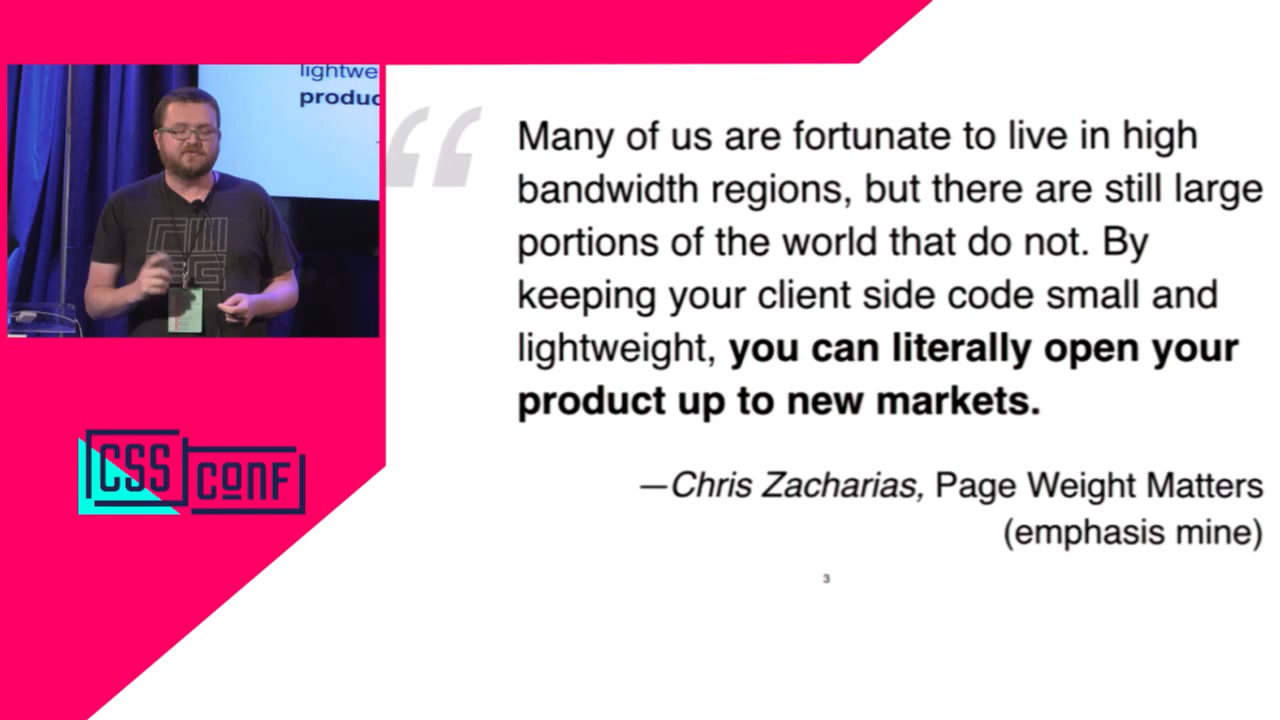 lightwe
produc
“
Many of us are fortunate to live in high
bandwidth regions, but there are still large
portions of the world that do not. By
keeping your client side code small and
lightweight, you can literally open your
product up to new markets.
—Chris Zacharias, Page Weight Matters
(emphasis mine)
3
CSS
CONF